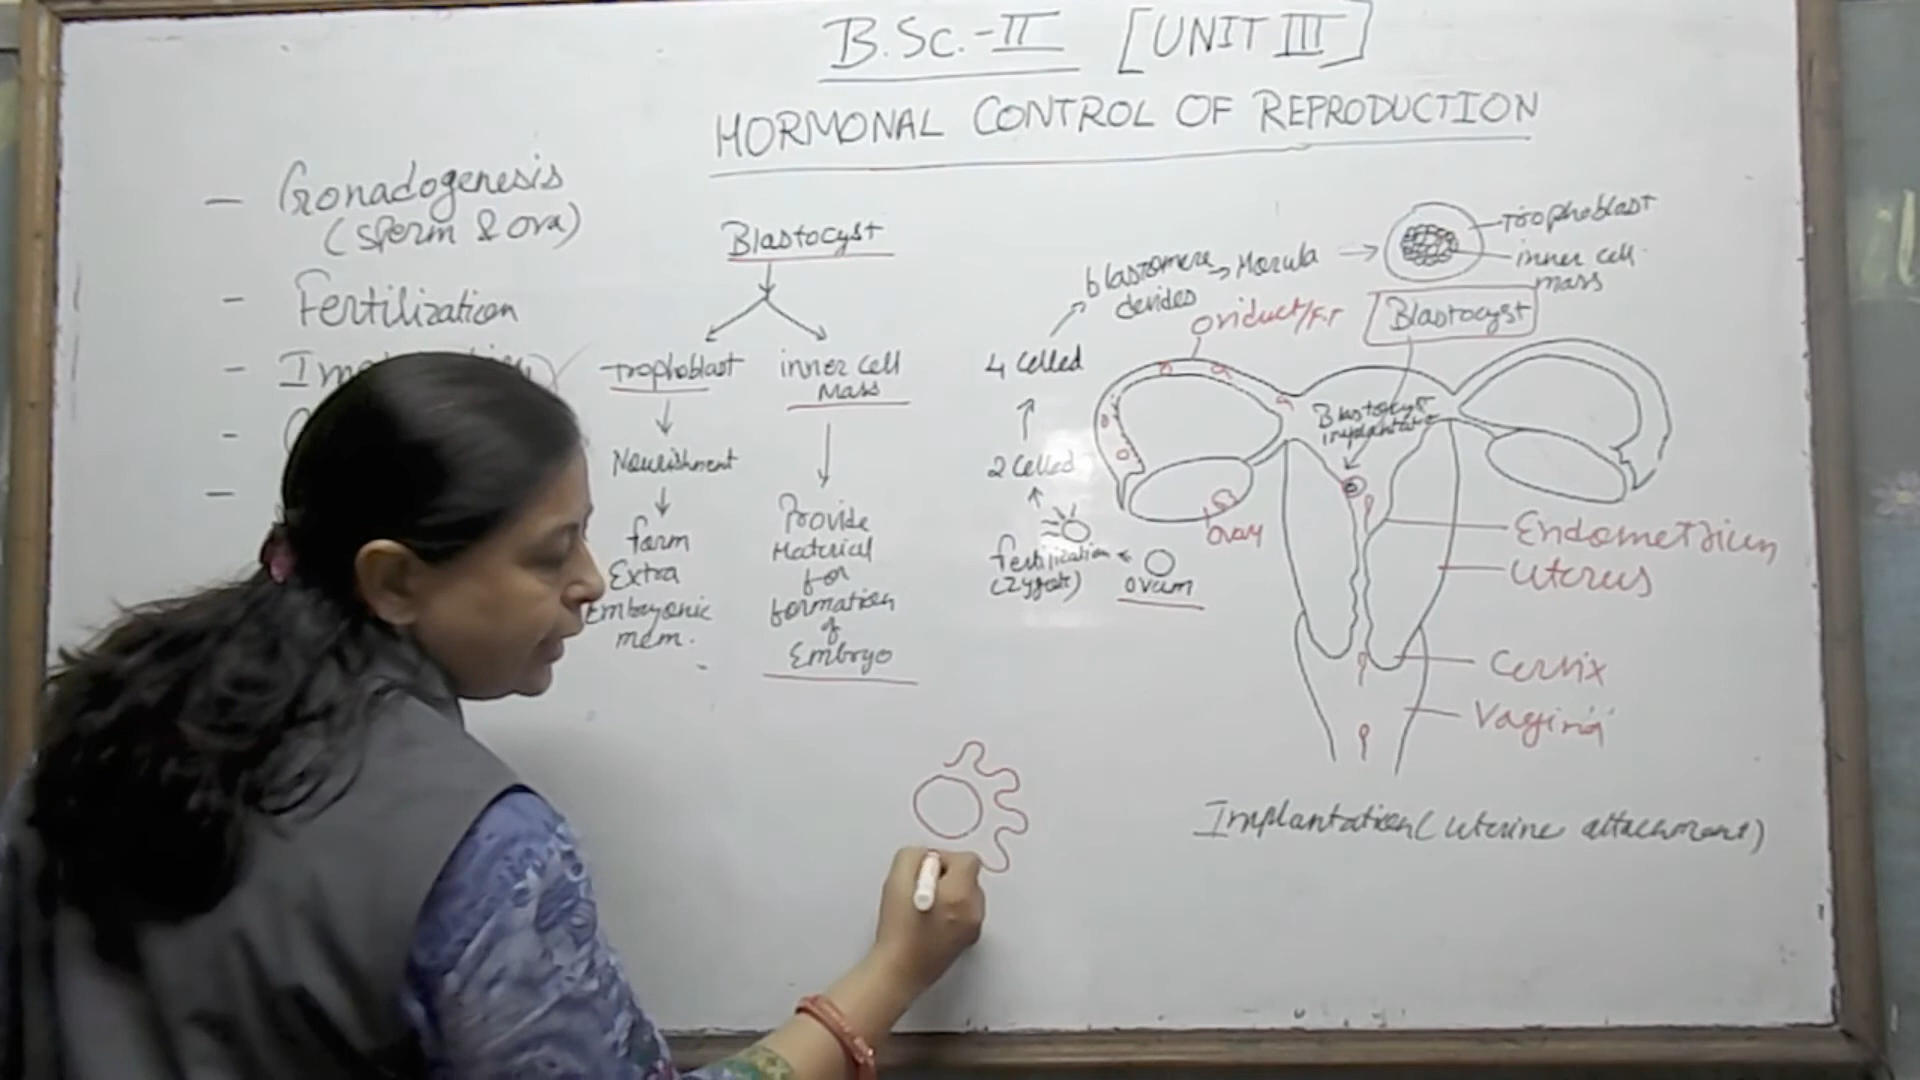 B.Sc.-II [UNIT III]
HORMONAL CONTROL OF REPRODUCTION
- Gonadogenesis
(Sperm & Ova)
- Fertilization
-
-
-
Blastocyst
trophoblast
Nourishment
form
Extra
Embryonic
mem.
inner cell
Mass
Provide
Material
for
formation
of
Embryo
ovum
fertilization
(Zygote)
2 Celled
4 Celled
blastomere
devides
Morula
trophoblast
inner cell
mass
Blastocyst
Oviduct/F.T
Blastocyst
implantation
Ovary
Endometrium
Uterus
Cervix
Vagina
Implantation (uterine attachment)